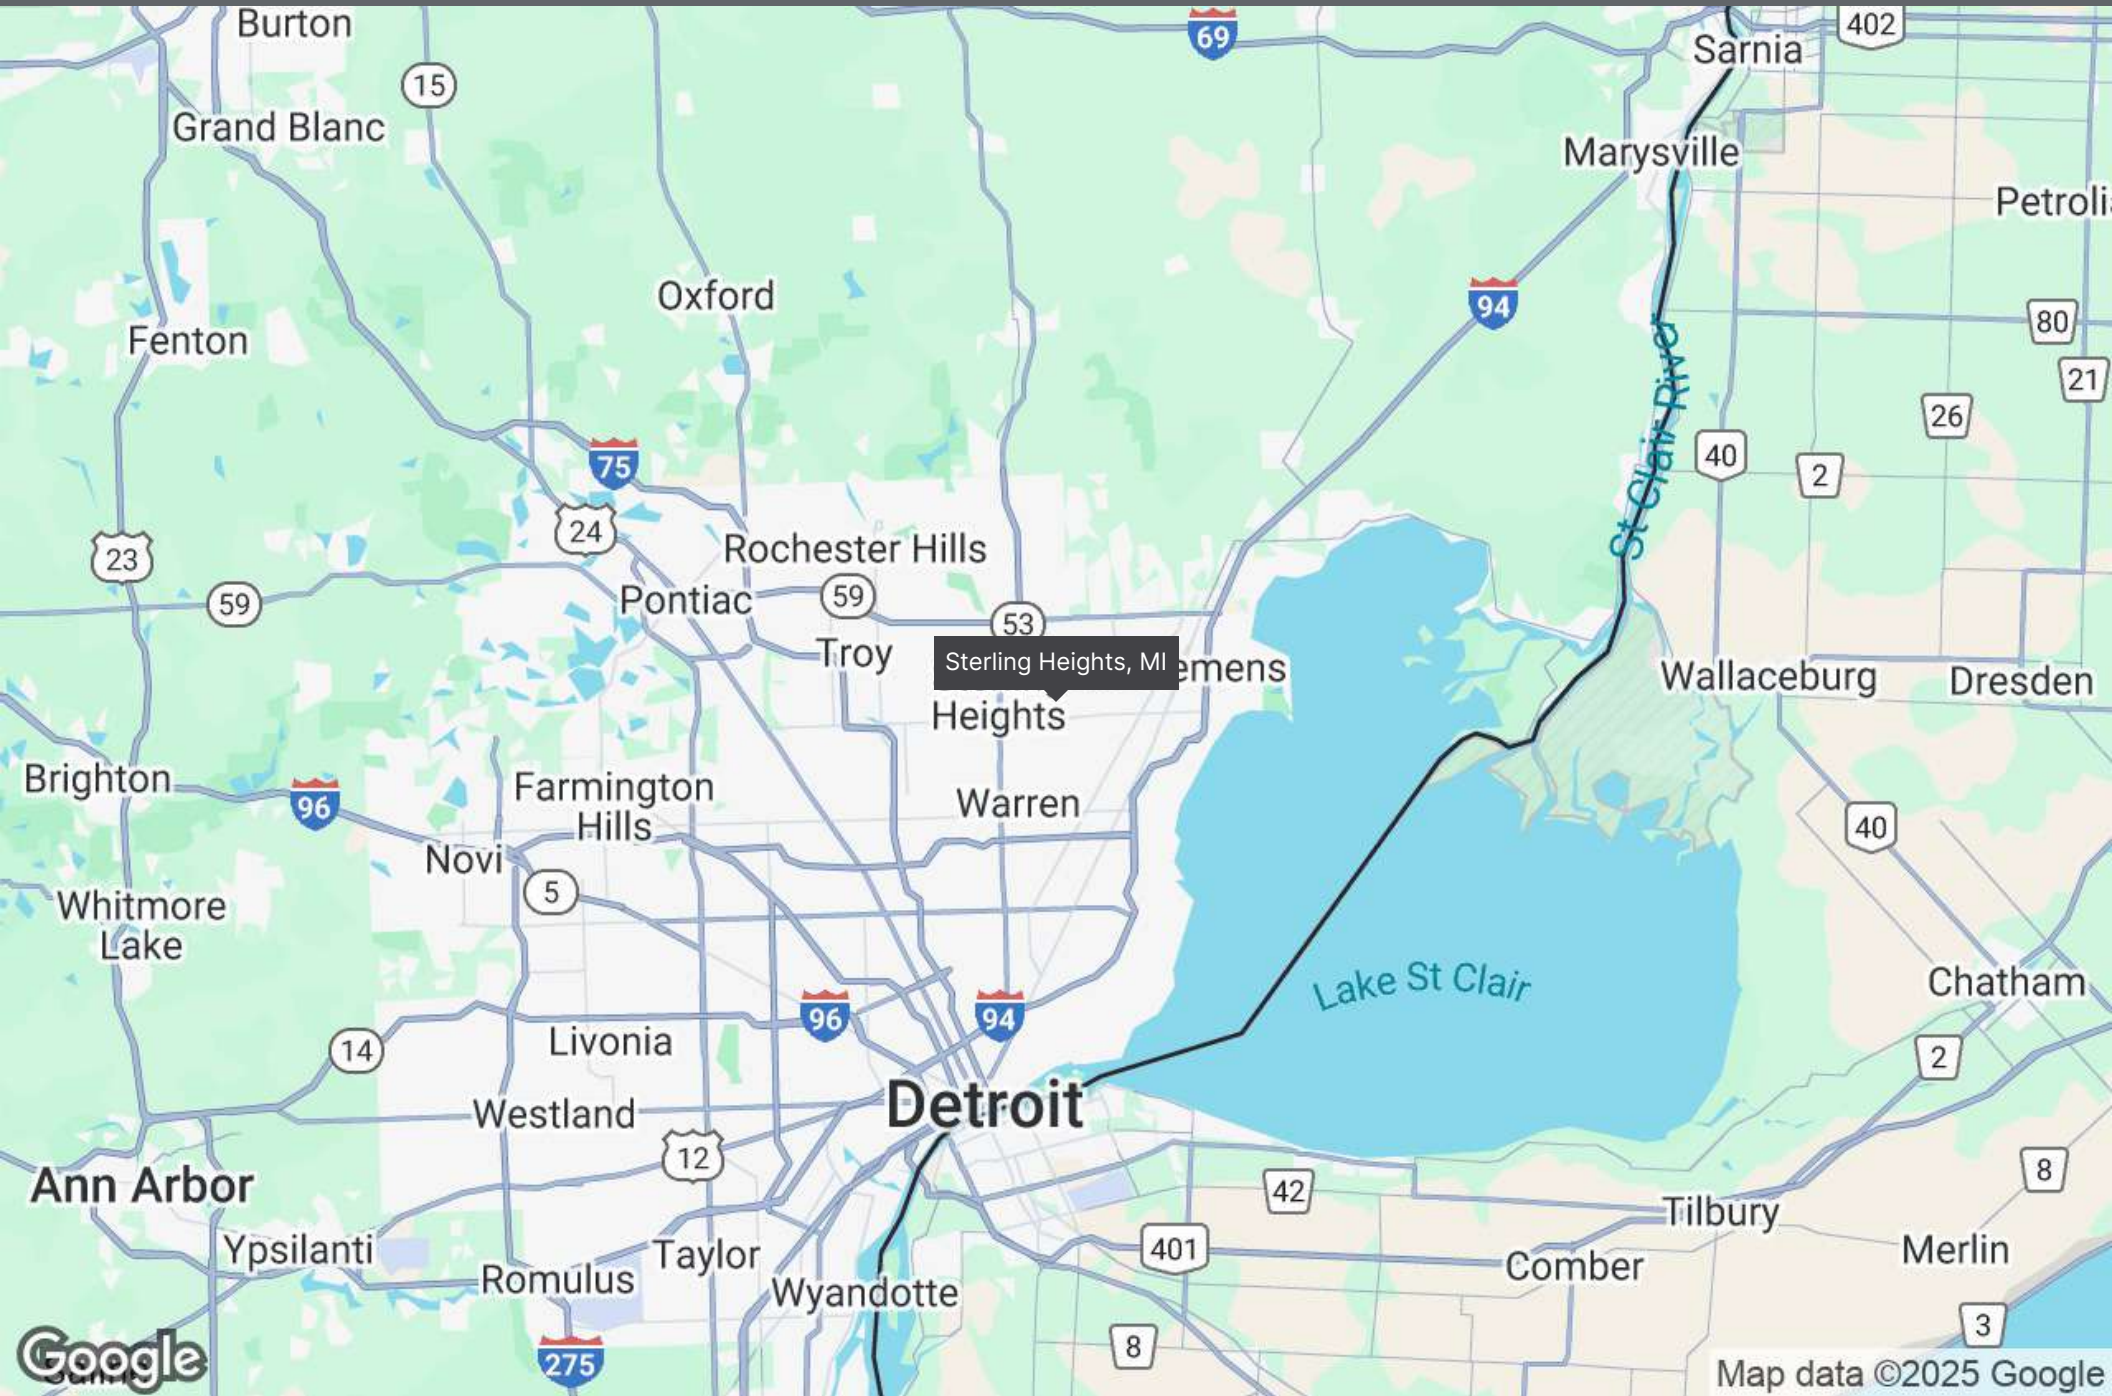 Burton
69
402
Sarnia
15
Grand Blanc
Marysville
Petroli
Oxford
94
80
Fenton
21
26
St Clair River
40
2
75
24
23
Rochester Hills
59
59
Pontiac
53
Troy
Sterling Heights, MI
emens
Heights
Wallaceburg
Dresden
Brighton
96
Farmington
Hills
Warren
40
Novi
5
Whitmore
Lake
Lake St Clair
Chatham
96
94
14
Livonia
2
Detroit
Westland
12
Ann Arbor
42
8
Tilbury
Ypsilanti
Taylor
401
Merlin
Romulus
Comber
Wyandotte
3
Google
275
8
Map data ©2025 Google